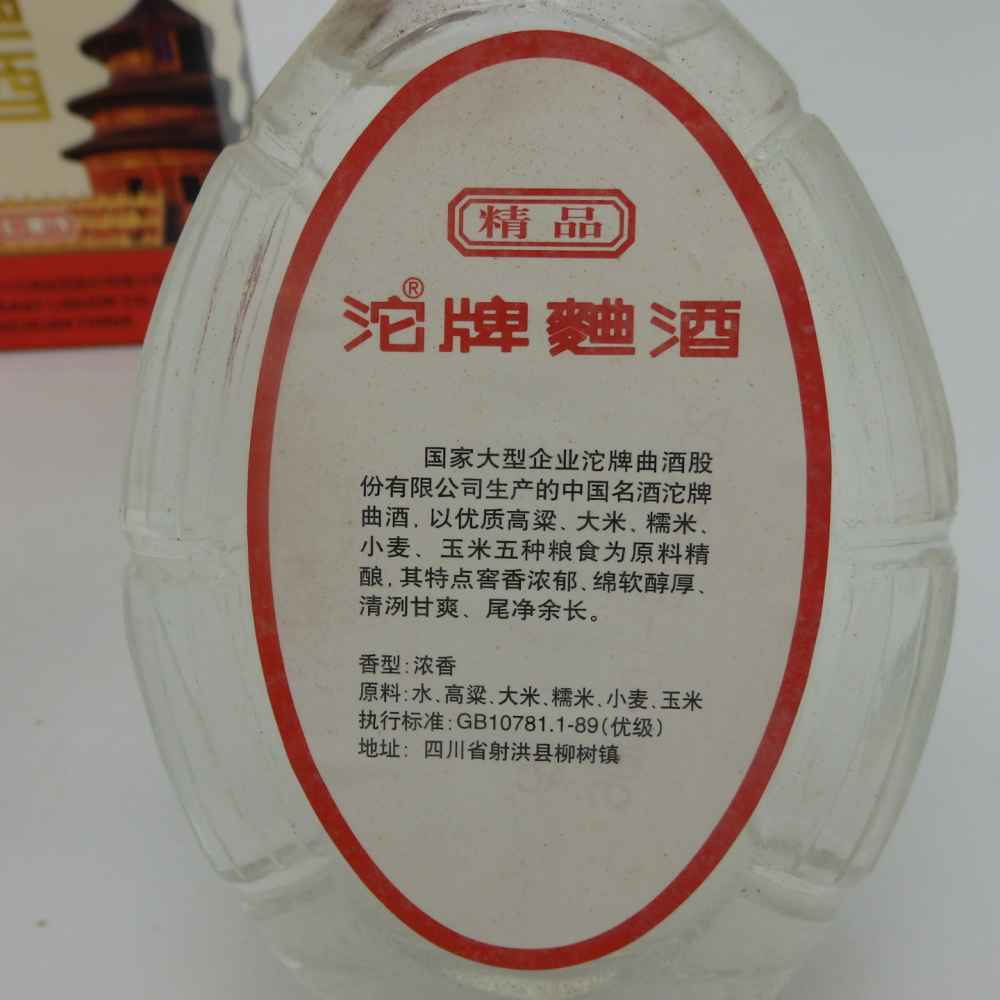 酒
精品
沱®牌麯酒
国家大型企业沱牌曲酒股
份有限公司生产的中国名酒沱牌
曲酒，以优质高粱、大米、糯米、
小麦、玉米五种粮食为原料精
酿，其特点窖香浓郁、绵软醇厚、
清洌甘爽、尾净余长。
香型：浓香
原料：水、高粱、大米、糯米、小麦、玉米
执行标准：GB10781.1-89（优级）
地址：四川省射洪县柳树镇